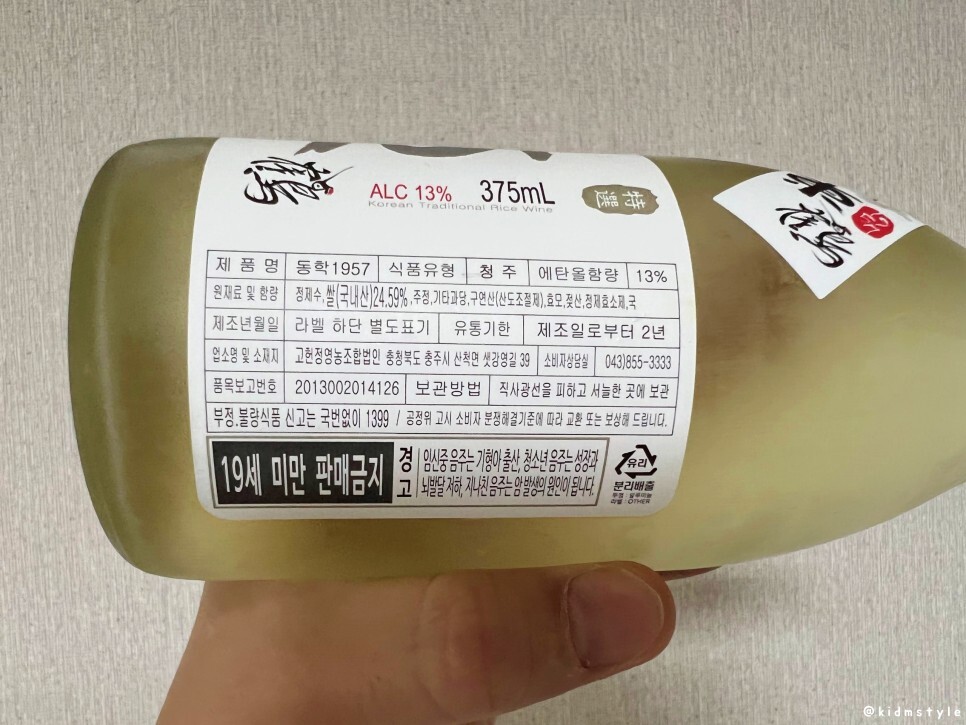 鶴
ALC 13% 375mL
Korean Traditional Rice Wine
特選
제 품 명 동학1957 식품유형 청 주 에탄올함량 13%
원재료 및 함량 정제수,쌀(국내산)24.59%,주정,기타과당,구연산(산도조절제),효모,젖산,정제효소제,국
제조년월일 라벨 하단 별도표기 유통기한 제조일로부터 2년
업소명 및 소재지 고헌정영농조합법인 충청북도 충주시 산척면 샛강영길 39 소비자상담실 043)855-3333
품목보고번호 2013002014126 보관방법 직사광선을 피하고 서늘한 곳에 보관
부정.불량식품 신고는 국번없이 1399 / 공정위 고시 소비자 분쟁해결기준에 따라 교환 또는 보상해 드립니다.
19세 미만 판매금지
경고
임신중 음주는 기형아 출산, 청소년 음주는 성장과
뇌발달 저하, 지나친 음주는 암 발생의 원인이 됩니다.
유리
분리배출
뚜껑 : 알루미늄
라벨 : OTHER
@kidmstyle